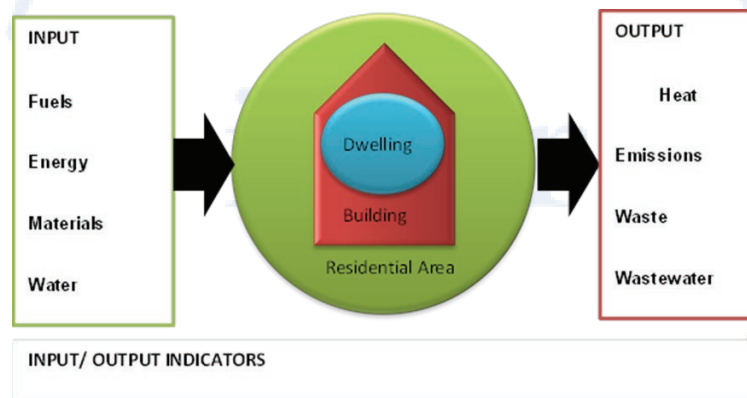 INPUT
Fuels
Energy
Materials
Water
Dwelling
Building
Residential Area
OUTPUT
Heat
Emissions
Waste
Wastewater
INPUT/ OUTPUT INDICATORS